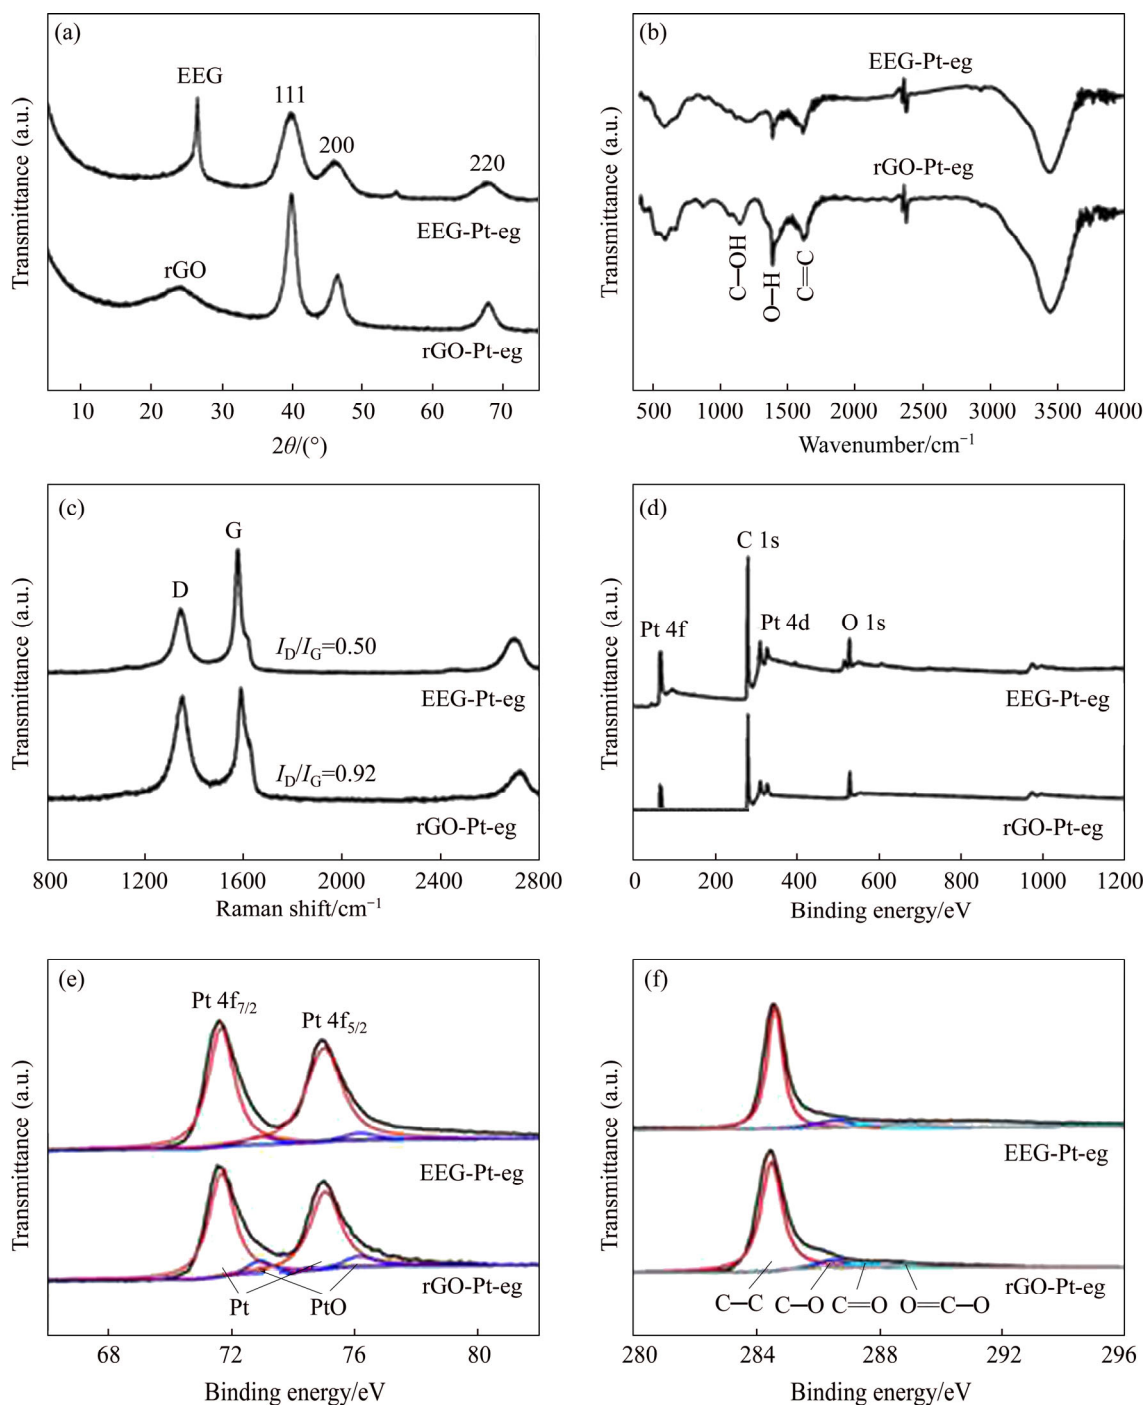 (a)
EEG
111
200
220
EEG-Pt-eg
rGO
rGO-Pt-eg
Transmittance (a.u.)
10 20 30 40 50 60 70
2θ/(°)
(b)
EEG-Pt-eg
rGO-Pt-eg
C–OH
O–H
C=C
Transmittance (a.u.)
500 1000 1500 2000 2500 3000 3500 4000
Wavenumber/cm⁻¹
(c)
G
D
I_D/I_G=0.50
EEG-Pt-eg
I_D/I_G=0.92
rGO-Pt-eg
Transmittance (a.u.)
800 1200 1600 2000 2400 2800
Raman shift/cm⁻¹
(d)
C 1s
Pt 4f
Pt 4d
O 1s
EEG-Pt-eg
rGO-Pt-eg
Transmittance (a.u.)
0 200 400 600 800 1000 1200
Binding energy/eV
(e)
Pt 4f₇/₂
Pt 4f₅/₂
EEG-Pt-eg
rGO-Pt-eg
Pt PtO
Transmittance (a.u.)
68 72 76 80
Binding energy/eV
(f)
EEG-Pt-eg
rGO-Pt-eg
C–C C–O C=O O=C–O
Transmittance (a.u.)
280 284 288 292 296
Binding energy/eV